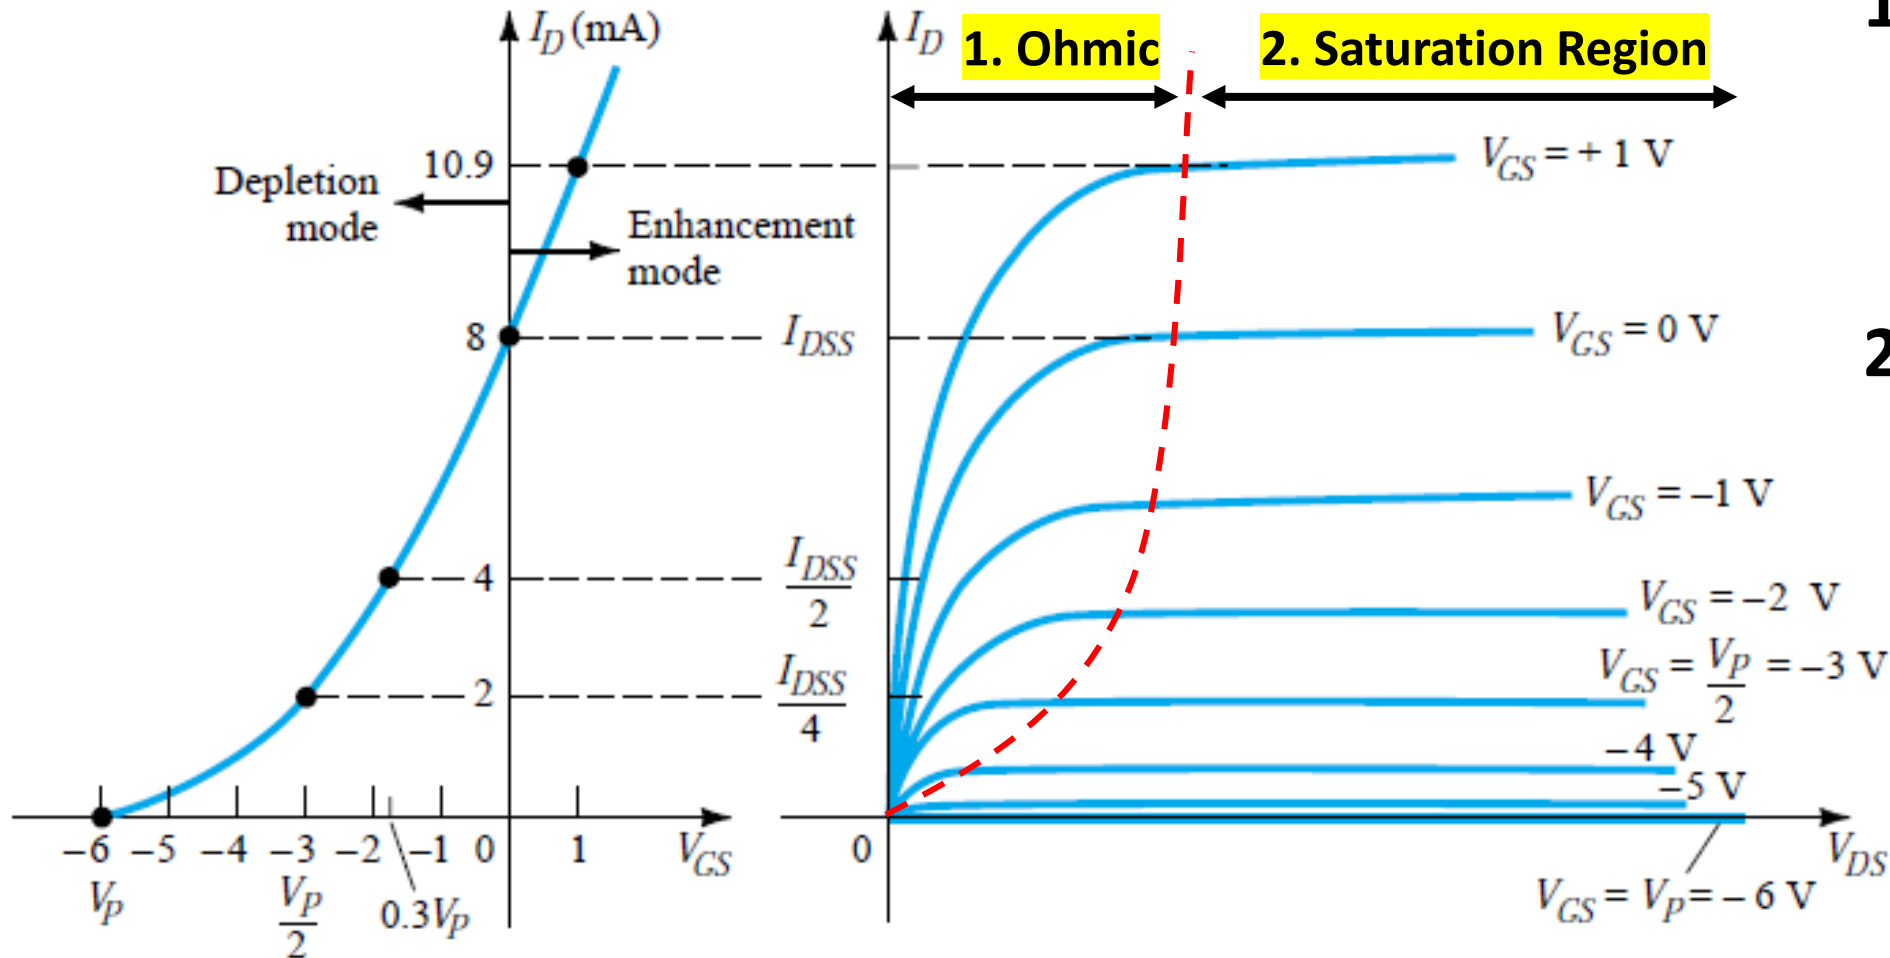 I_D (mA)
10.9
Depletion
mode
Enhancement
mode
8
4
2
−6 −5 −4 −3 −2 −1 0 1
V_GS
V_P
V_P
2
0.3V_P
I_D
1. Ohmic
2. Saturation Region
I_DSS
I_DSS
2
I_DSS
4
V_GS = + 1 V
V_GS = 0 V
V_GS = −1 V
V_GS = −2 V
V_GS = V_P/2 = −3 V
−4 V
−5 V
0
V_DS
V_GS = V_P = − 6 V
1
2